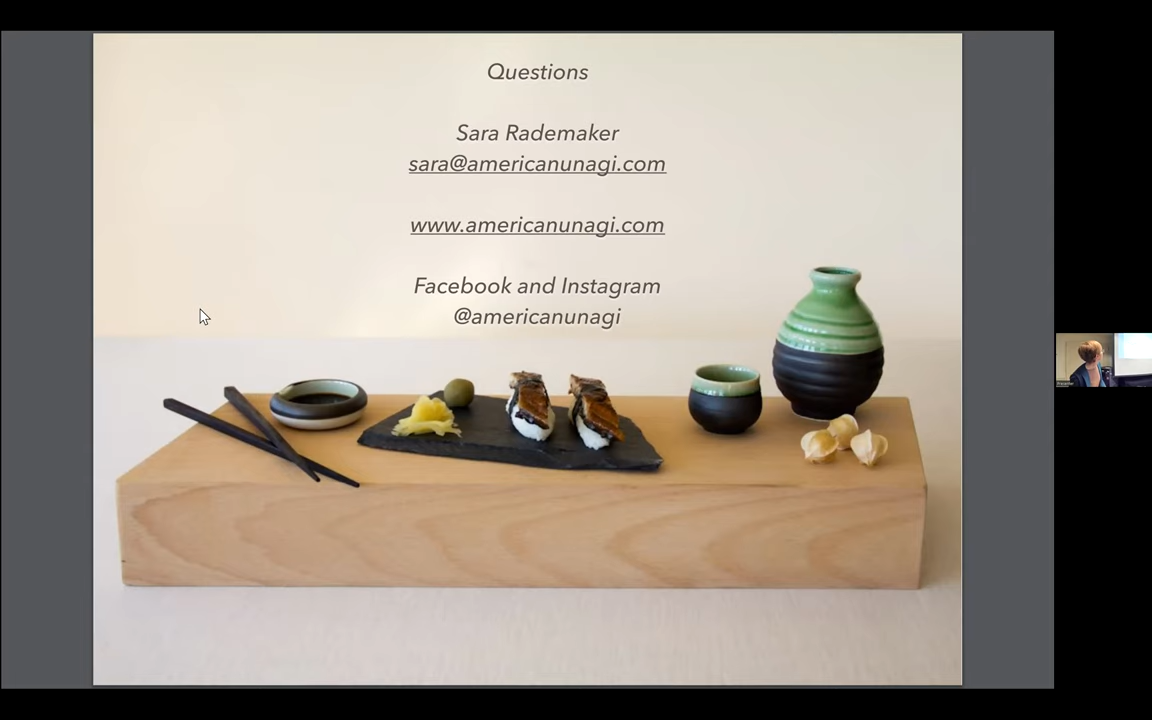 Questions
Sara Rademaker
sara@americanunagi.com
www.americanunagi.com
Facebook and Instagram
@americanunagi